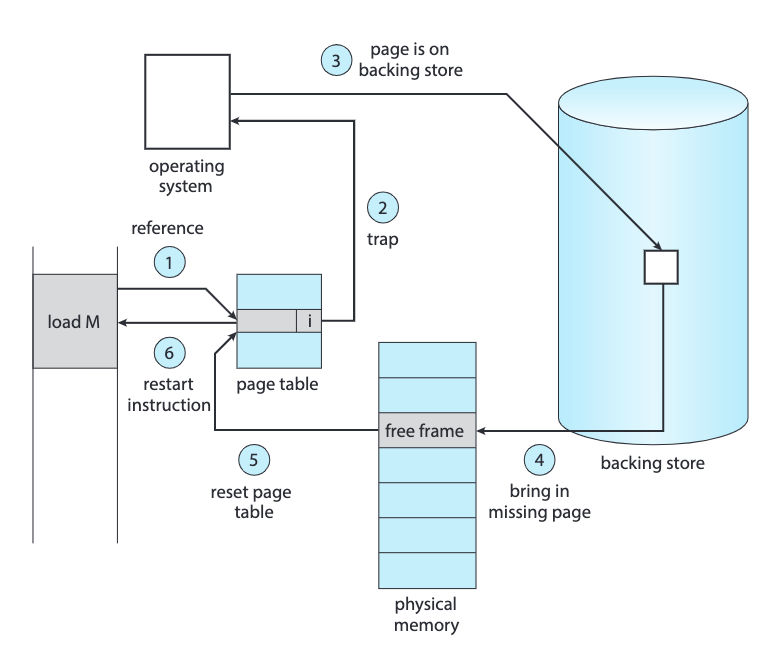 3
page is on
backing store
operating
system
2
trap
reference
1
load M
i
6
restart
instruction
page table
free frame
5
reset page
table
4
bring in
missing page
backing store
physical
memory